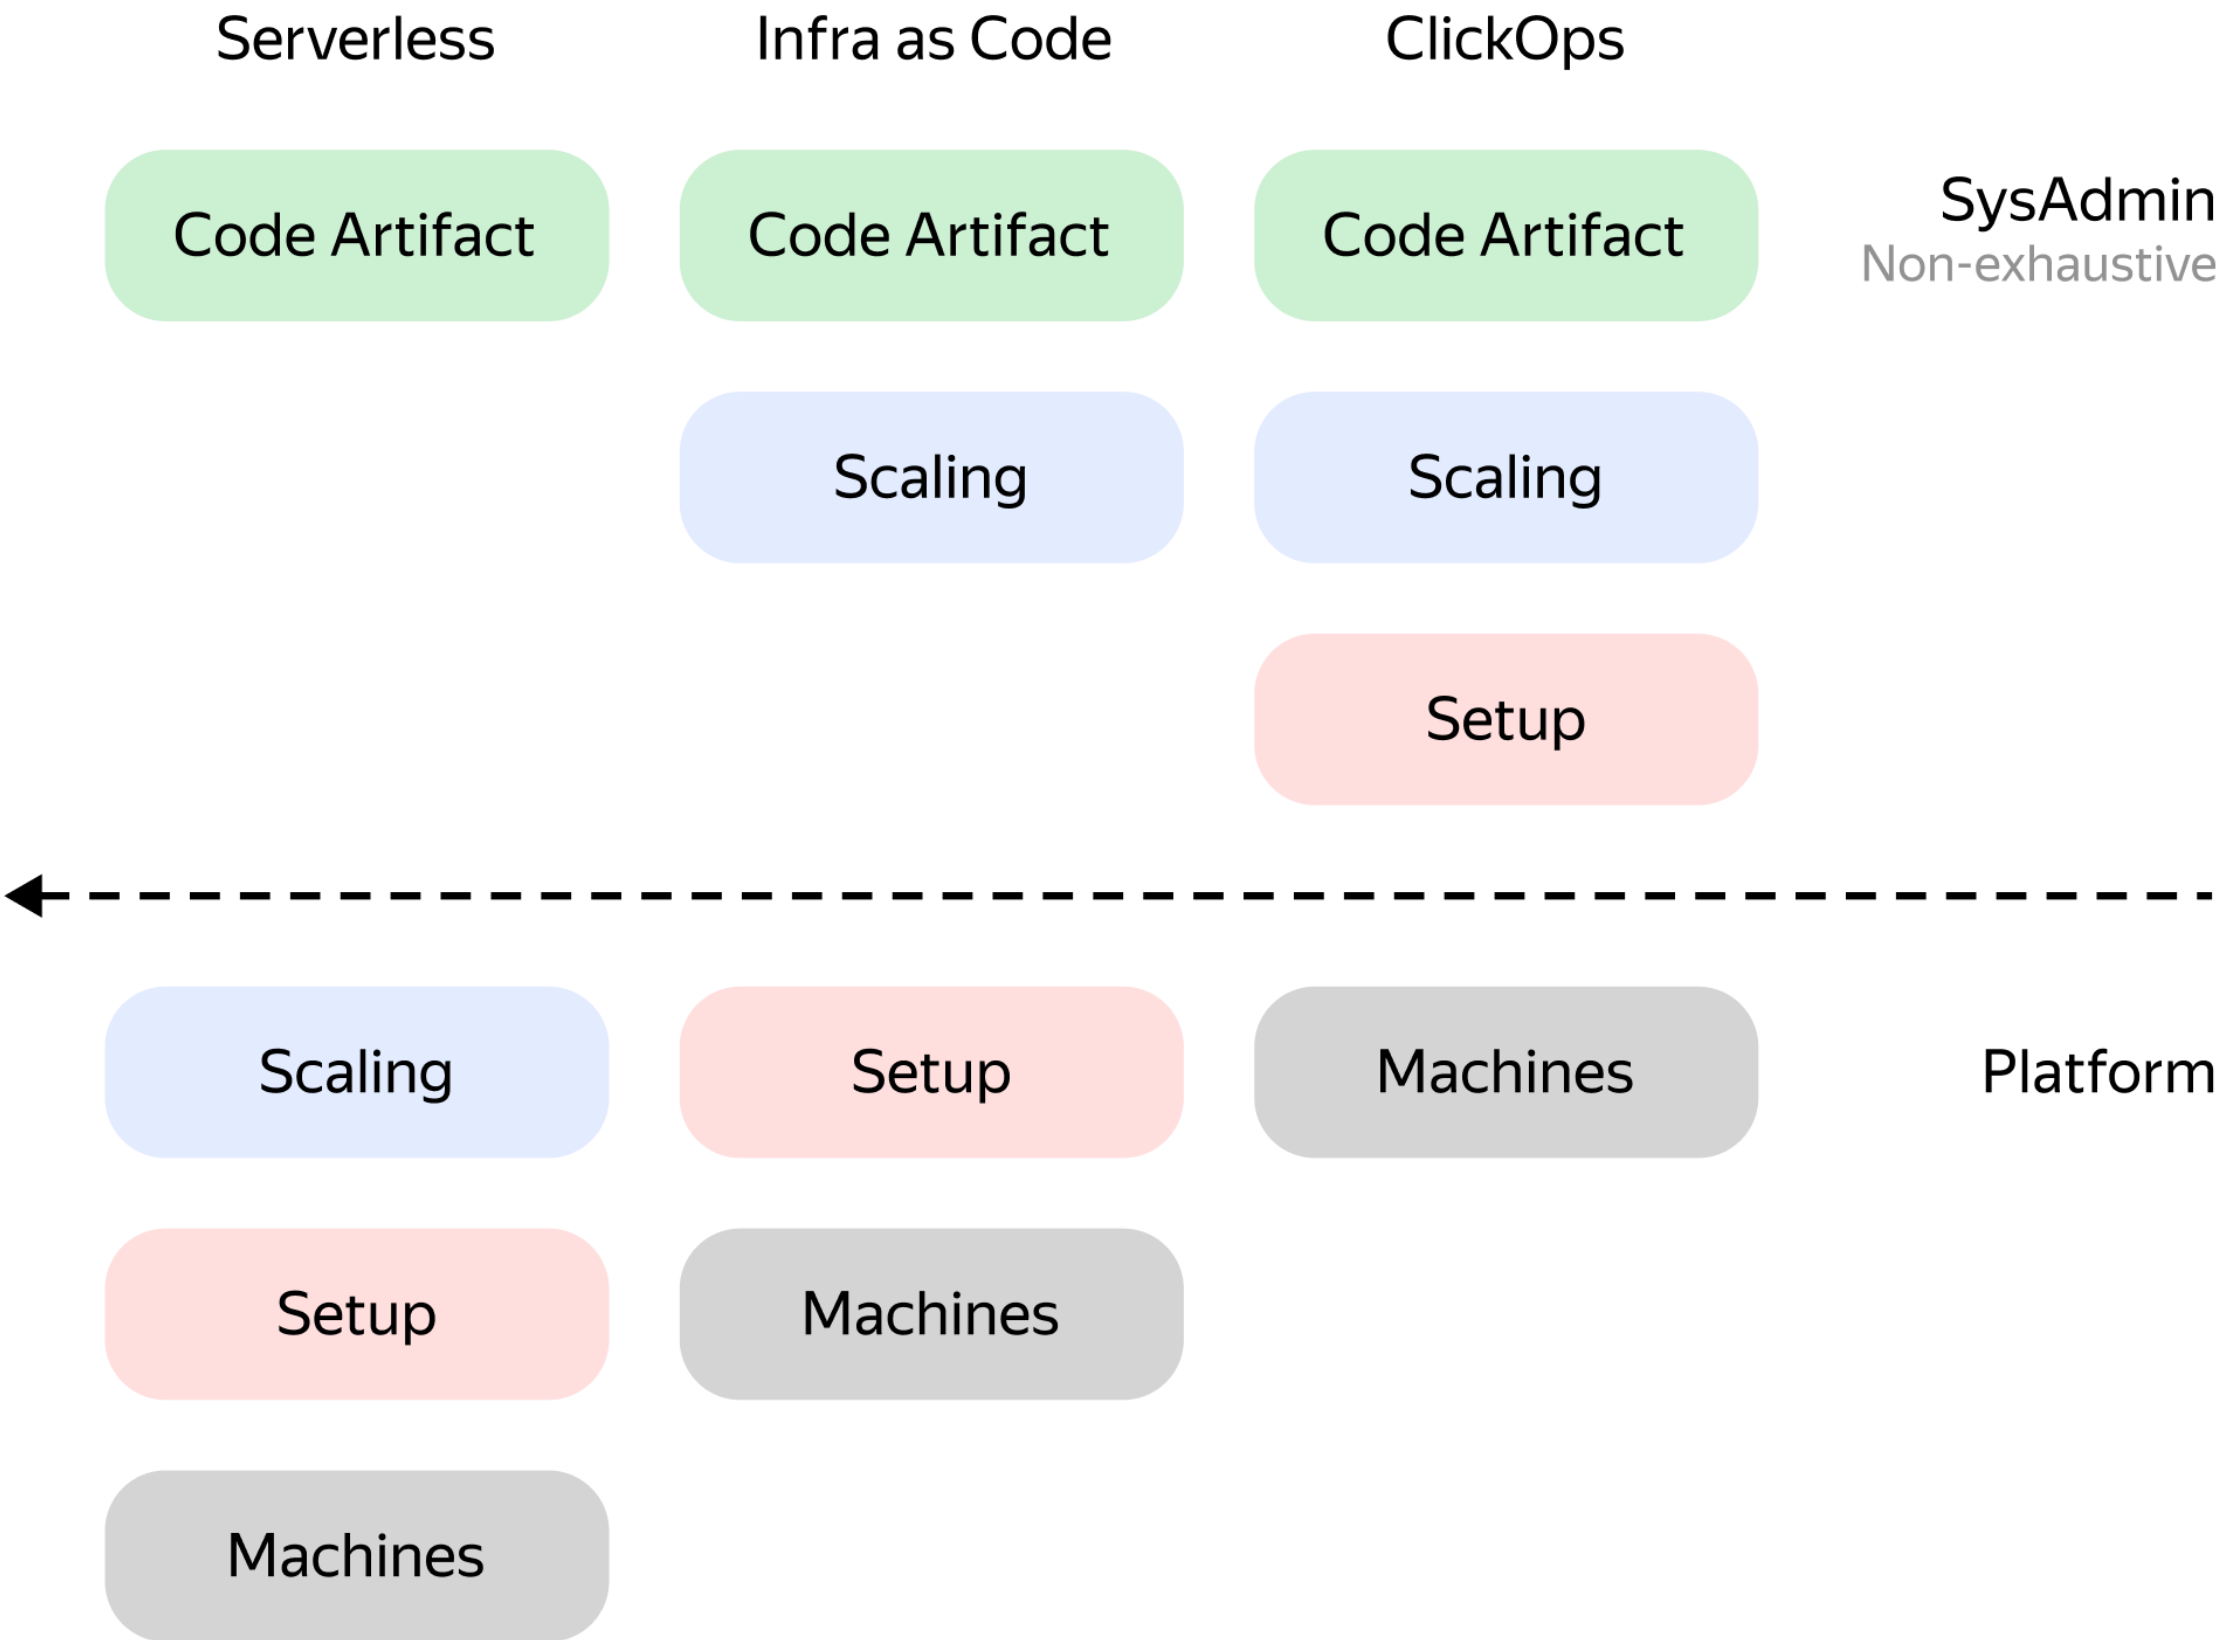 Serverless
Infra as Code
ClickOps
Code Artifact
Code Artifact
Code Artifact
SysAdmin
Non-exhaustive
Scaling
Scaling
Setup
Scaling
Setup
Machines
Platform
Setup
Machines
Machines